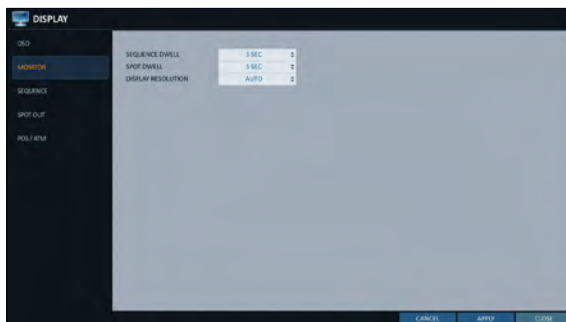 DISPLAY
OSD
MONITOR
SEQUENCE
SPOT OUT
POS / ATM
SEQUENCE DWELL 5 SEC
SPOT DWELL 5 SEC
DISPLAY RESOLUTION AUTO
CANCEL APPLY CLOSE